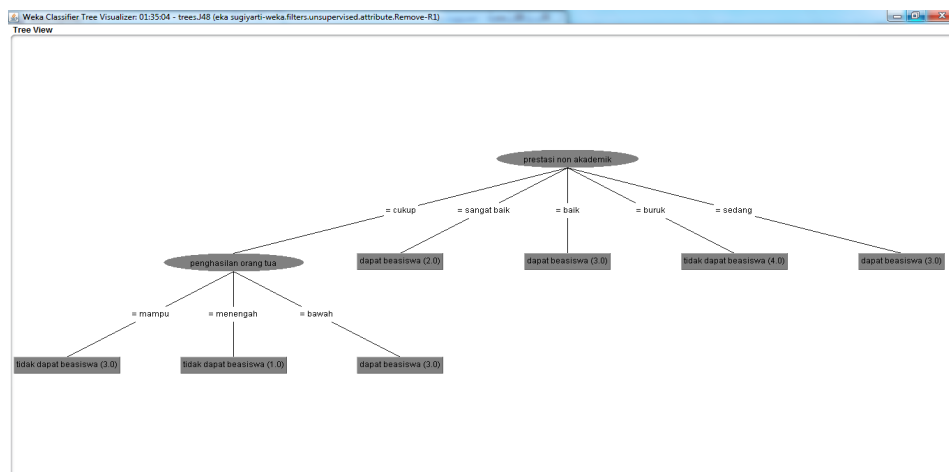 Weka Classifier Tree Visualizer: 01:35:04 - trees.J48 (eka sugiyarti-weka.filters.unsupervised.attribute.Remove-R1)
Tree View
prestasi non akademik
= cukup = sangat baik = baik = buruk = sedang
penghasilan orang tua dapat beasiswa (2.0) dapat beasiswa (3.0) tidak dapat beasiswa (4.0) dapat beasiswa (3.0)
= mampu = menengah = bawah
tidak dapat beasiswa (3.0) tidak dapat beasiswa (1.0) dapat beasiswa (3.0)